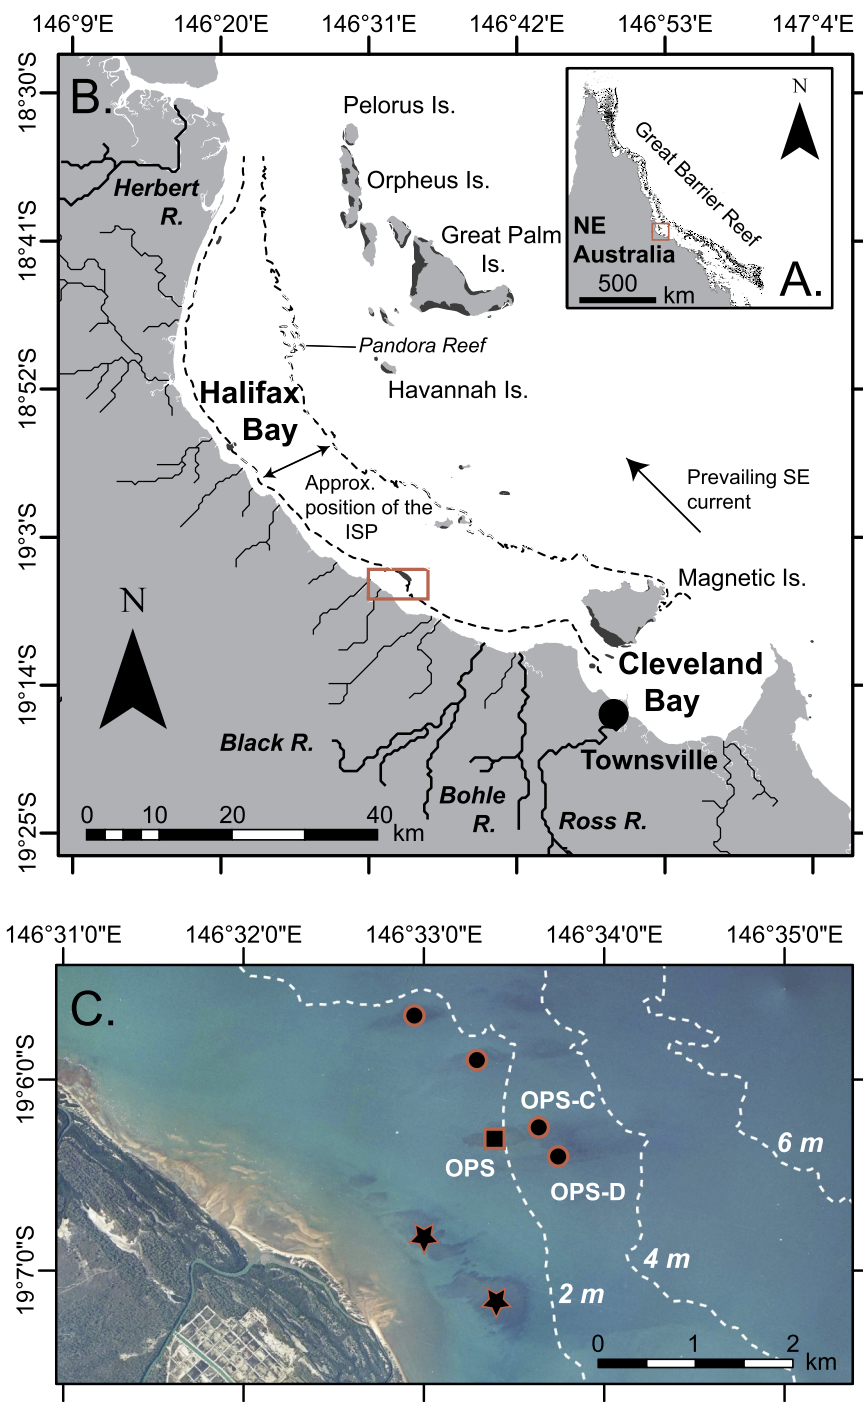 146°9'E 146°20'E 146°31'E 146°42'E 146°53'E 147°4'E
18°30'S
18°41'S
18°52'S
19°3'S
19°14'S
19°25'S
B.
Pelorus Is.
Orpheus Is.
Great Palm
Is.
Herbert
R.
Pandora Reef
Havannah Is.
Halifax
Bay
Approx.
position of the
ISP
Prevailing SE
current
Magnetic Is.
Cleveland
Bay
Townsville
N
Black R.
Bohle
R.
Ross R.
0 10 20 40 km
N
Great Barrier Reef
NE
Australia
500
km
A.
146°31'0"E 146°32'0"E 146°33'0"E 146°34'0"E 146°35'0"E
19°6'0"S
19°7'0"S
C.
OPS-C
OPS
OPS-D
6 m
4 m
2 m
0 1 2
km